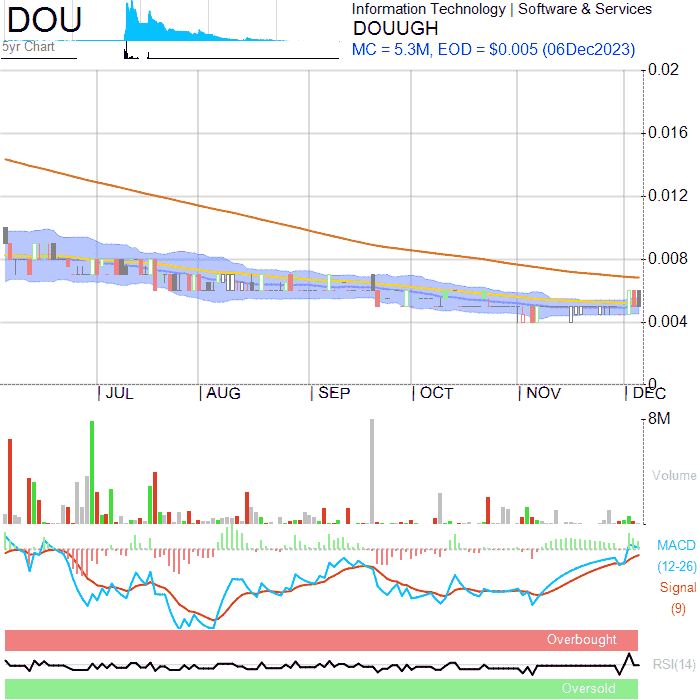 DOU
5yr Chart
Information Technology | Software & Services
DOUUGH
MC = 5.3M, EOD = $0.005 (06Dec2023)
0.02
0.016
0.012
0.008
0.004
0
JUL AUG SEP OCT NOV DEC
8M
Volume
MACD
(12-26)
Signal
(9)
Overbought
RSI(14)
Oversold